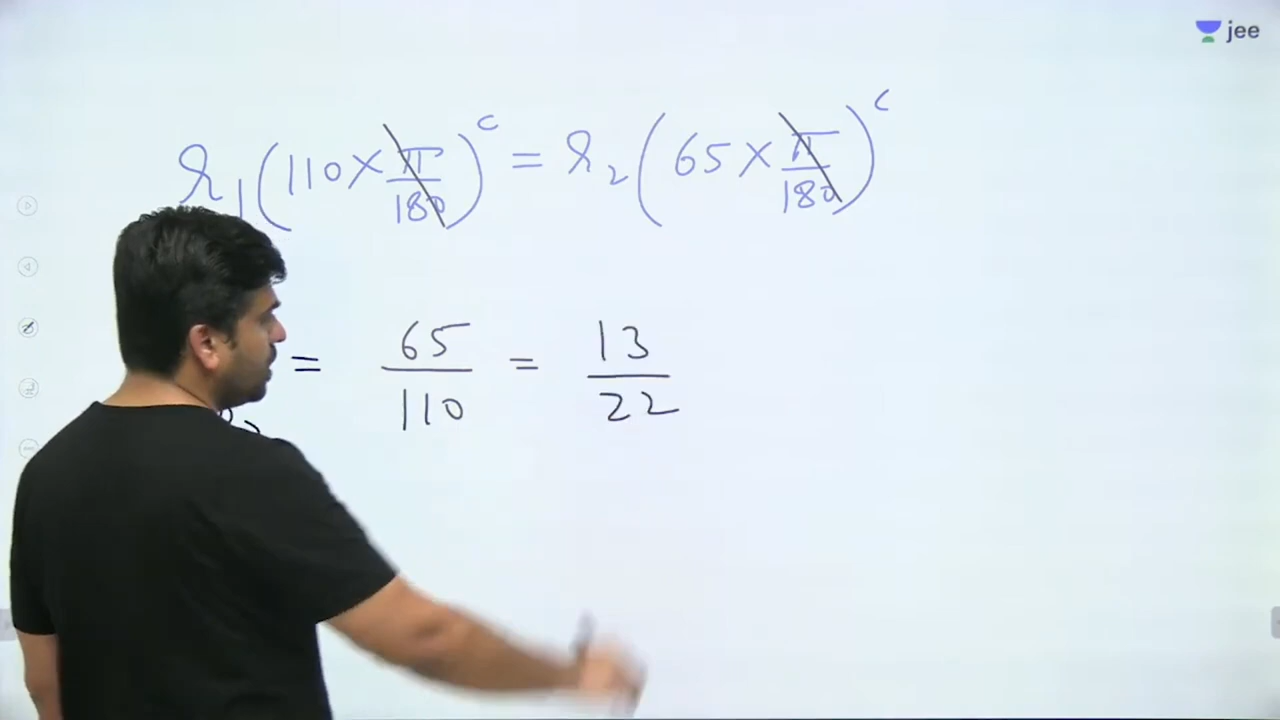 jee
r₁(110 × π/180)ᶜ = r₂(65 × π/180)ᶜ
= 65/110 = 13/22